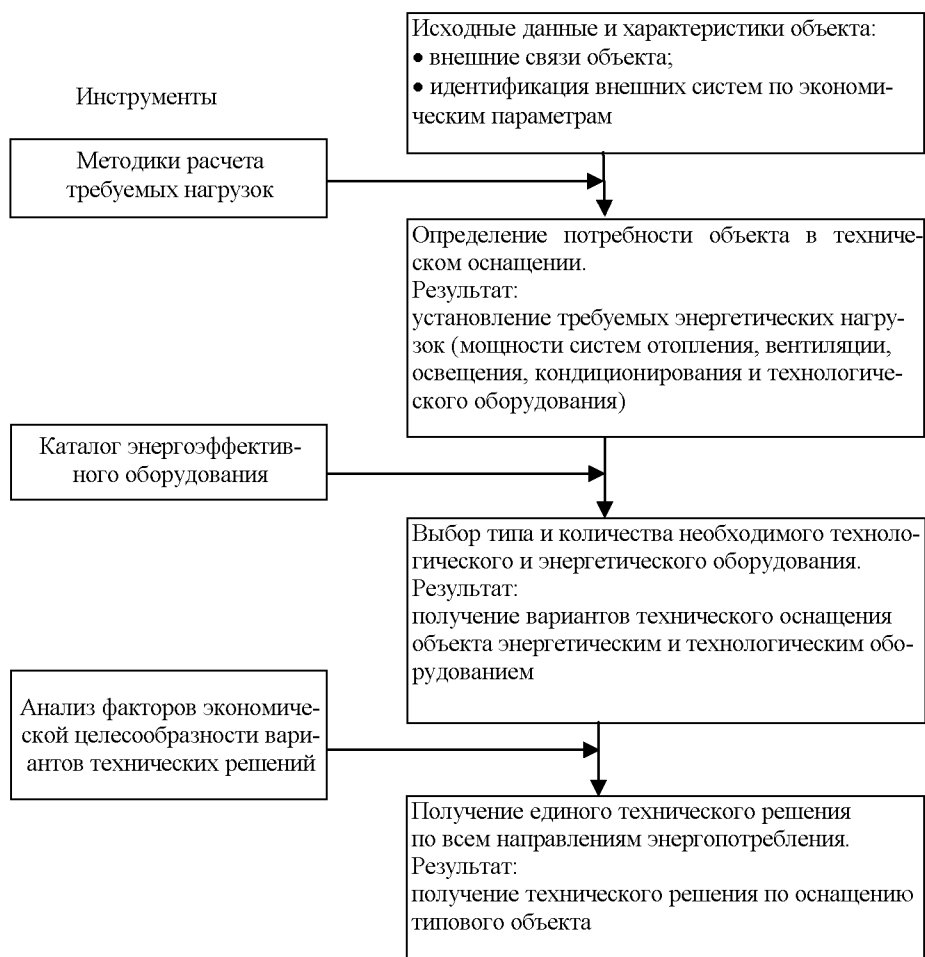 Исходные данные и характеристики объекта:
• внешние связи объекта;
• идентификация внешних систем по экономи-
ческим параметрам
Инструменты
Методики расчета
требуемых нагрузок
Определение потребности объекта в техниче-
ском оснащении.
Результат:
установление требуемых энергетических нагру-
зок (мощности систем отопления, вентиляции,
освещения, кондиционирования и технологиче-
ского оборудования)
Каталог энергоэффектив-
ного оборудования
Выбор типа и количества необходимого техноло-
гического и энергетического оборудования.
Результат:
получение вариантов технического оснащения
объекта энергетическим и технологическим обо-
рудованием
Анализ факторов экономиче-
ской целесообразности вари-
антов технических решений
Получение единого технического решения
по всем направлениям энергопотребления.
Результат:
получение технического решения по оснащению
типового объекта